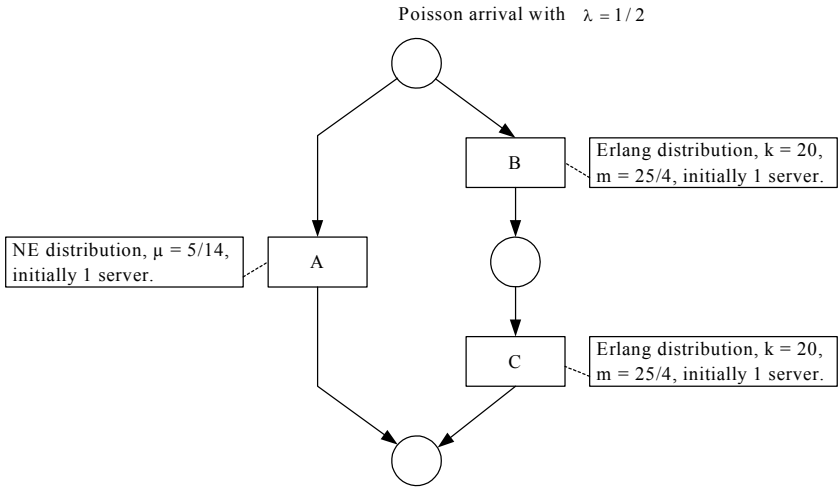 Poisson arrival with λ = 1/2
B
Erlang distribution, k = 20,
m = 25/4, initially 1 server.
NE distribution, μ = 5/14,
initially 1 server.
A
C
Erlang distribution, k = 20,
m = 25/4, initially 1 server.